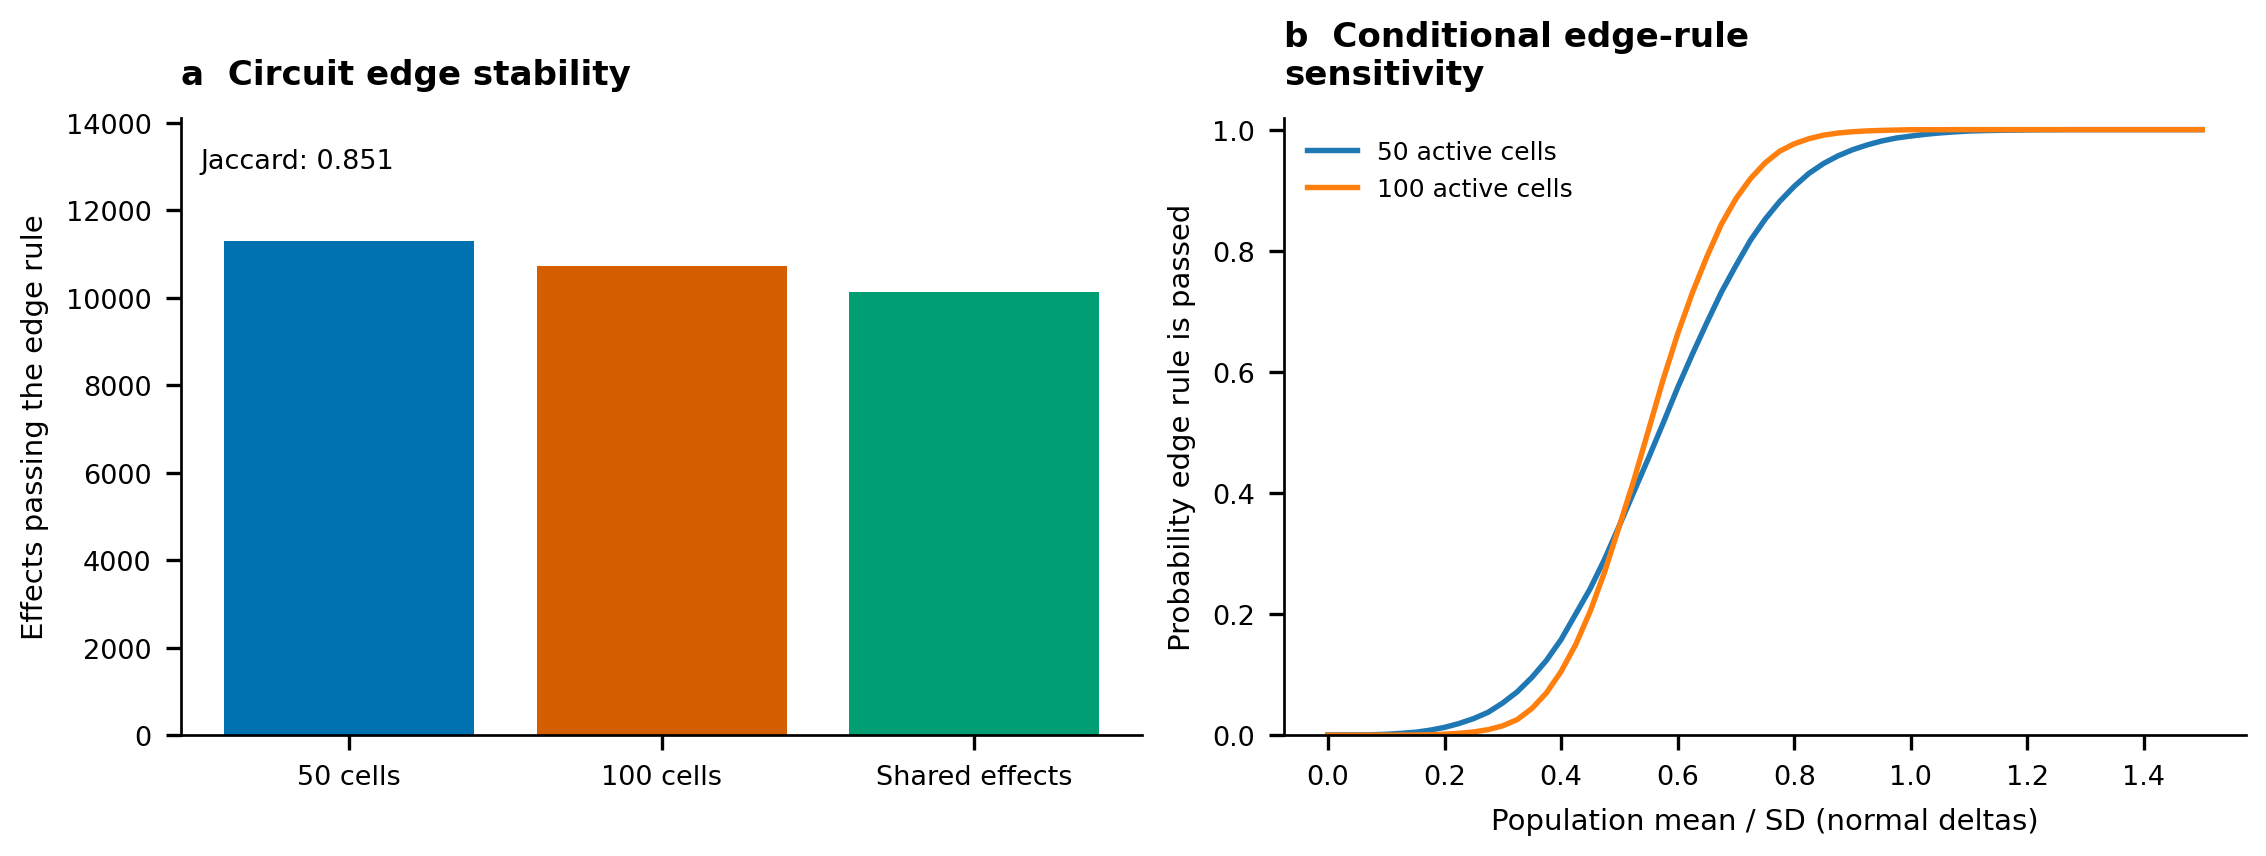 a  Circuit edge stability
Effects passing the edge rule
14000
12000
10000
8000
6000
4000
2000
0
Jaccard: 0.851
50 cells
100 cells
Shared effects
b  Conditional edge-rule
sensitivity
Probability edge rule is passed
1.0
0.8
0.6
0.4
0.2
0.0
50 active cells
100 active cells
0.0
0.2
0.4
0.6
0.8
1.0
1.2
1.4
Population mean / SD (normal deltas)